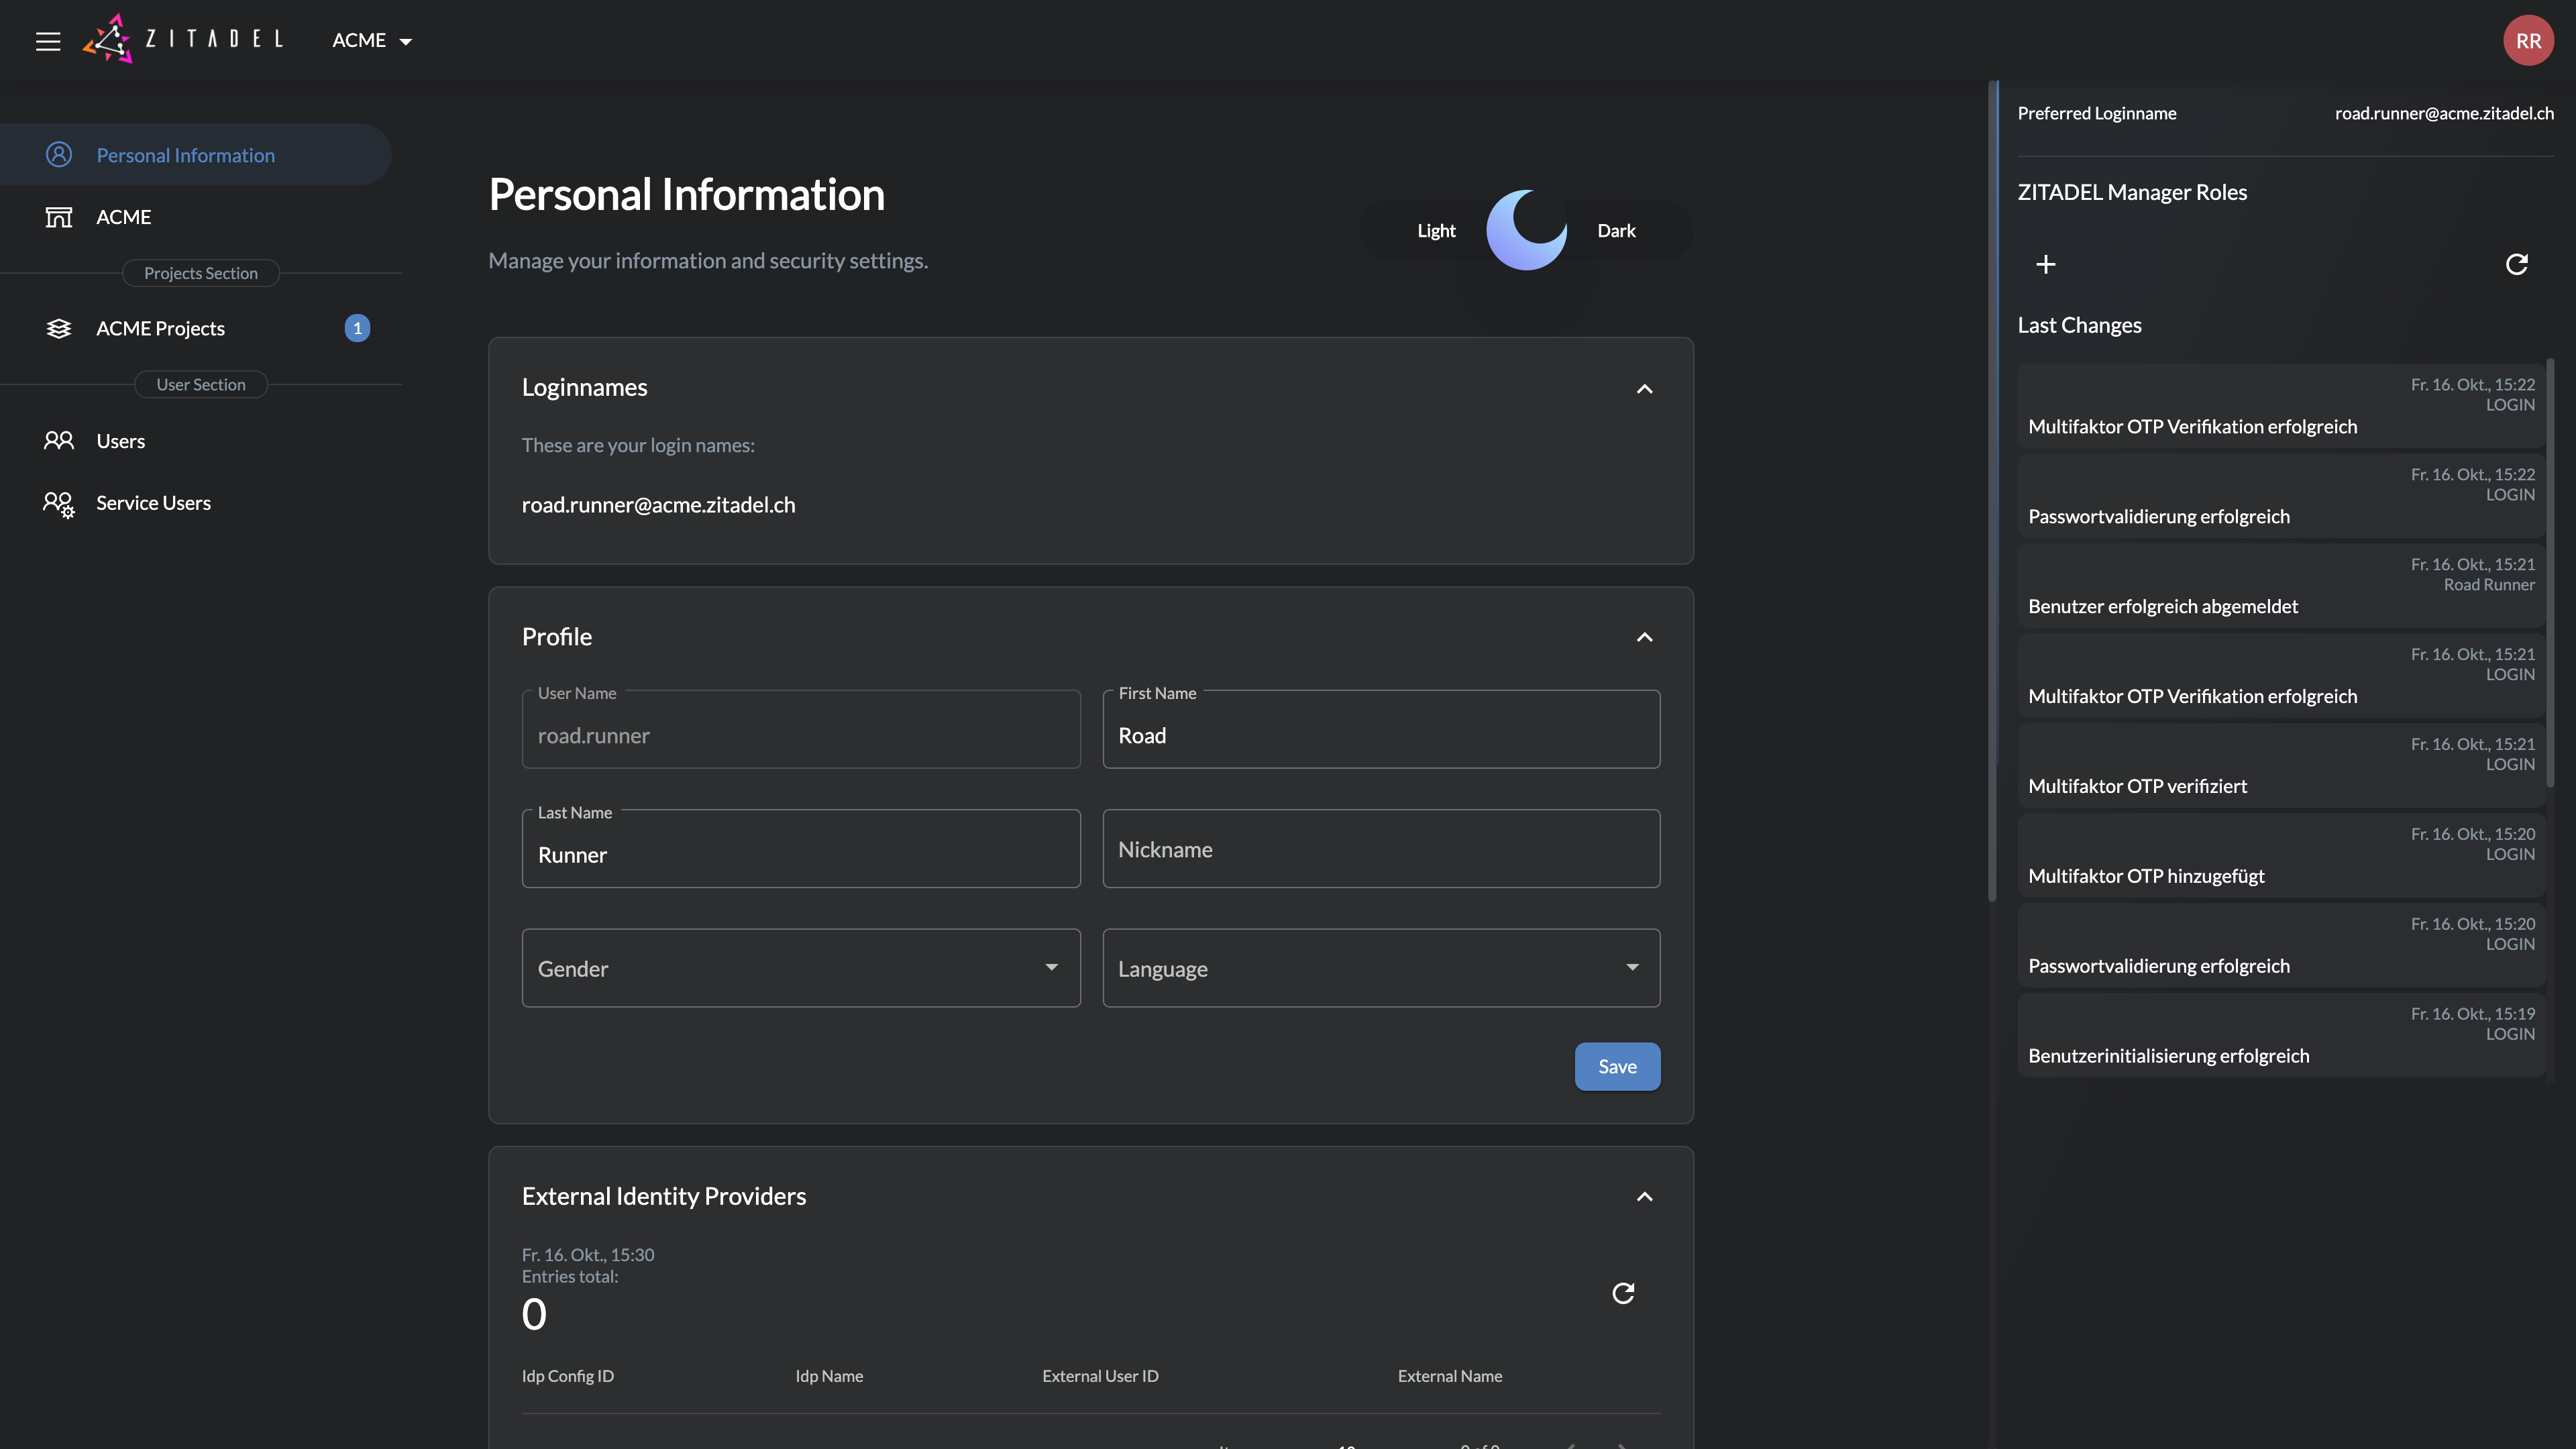 ZITADEL
ACME
RR
Personal Information
ACME
Projects Section
ACME Projects
1
User Section
Users
Service Users
Personal Information
Manage your information and security settings.
Light
Dark
Loginnames
These are your login names:
road.runner@acme.zitadel.ch
Profile
User Name
road.runner
First Name
Road
Last Name
Runner
Nickname
Gender
Language
Save
External Identity Providers
Fr. 16. Okt., 15:30
Entries total:
0
Idp Config ID
Idp Name
External User ID
External Name
Preferred Loginname
road.runner@acme.zitadel.ch
ZITADEL Manager Roles
Last Changes
Fr. 16. Okt., 15:22
LOGIN
Multifaktor OTP Verifikation erfolgreich
Fr. 16. Okt., 15:22
LOGIN
Passwortvalidierung erfolgreich
Fr. 16. Okt., 15:21
Road Runner
Benutzer erfolgreich abgemeldet
Fr. 16. Okt., 15:21
LOGIN
Multifaktor OTP Verifikation erfolgreich
Fr. 16. Okt., 15:21
LOGIN
Multifaktor OTP verifiziert
Fr. 16. Okt., 15:20
LOGIN
Multifaktor OTP hinzugefügt
Fr. 16. Okt., 15:20
LOGIN
Passwortvalidierung erfolgreich
Fr. 16. Okt., 15:19
LOGIN
Benutzerinitialisierung erfolgreich